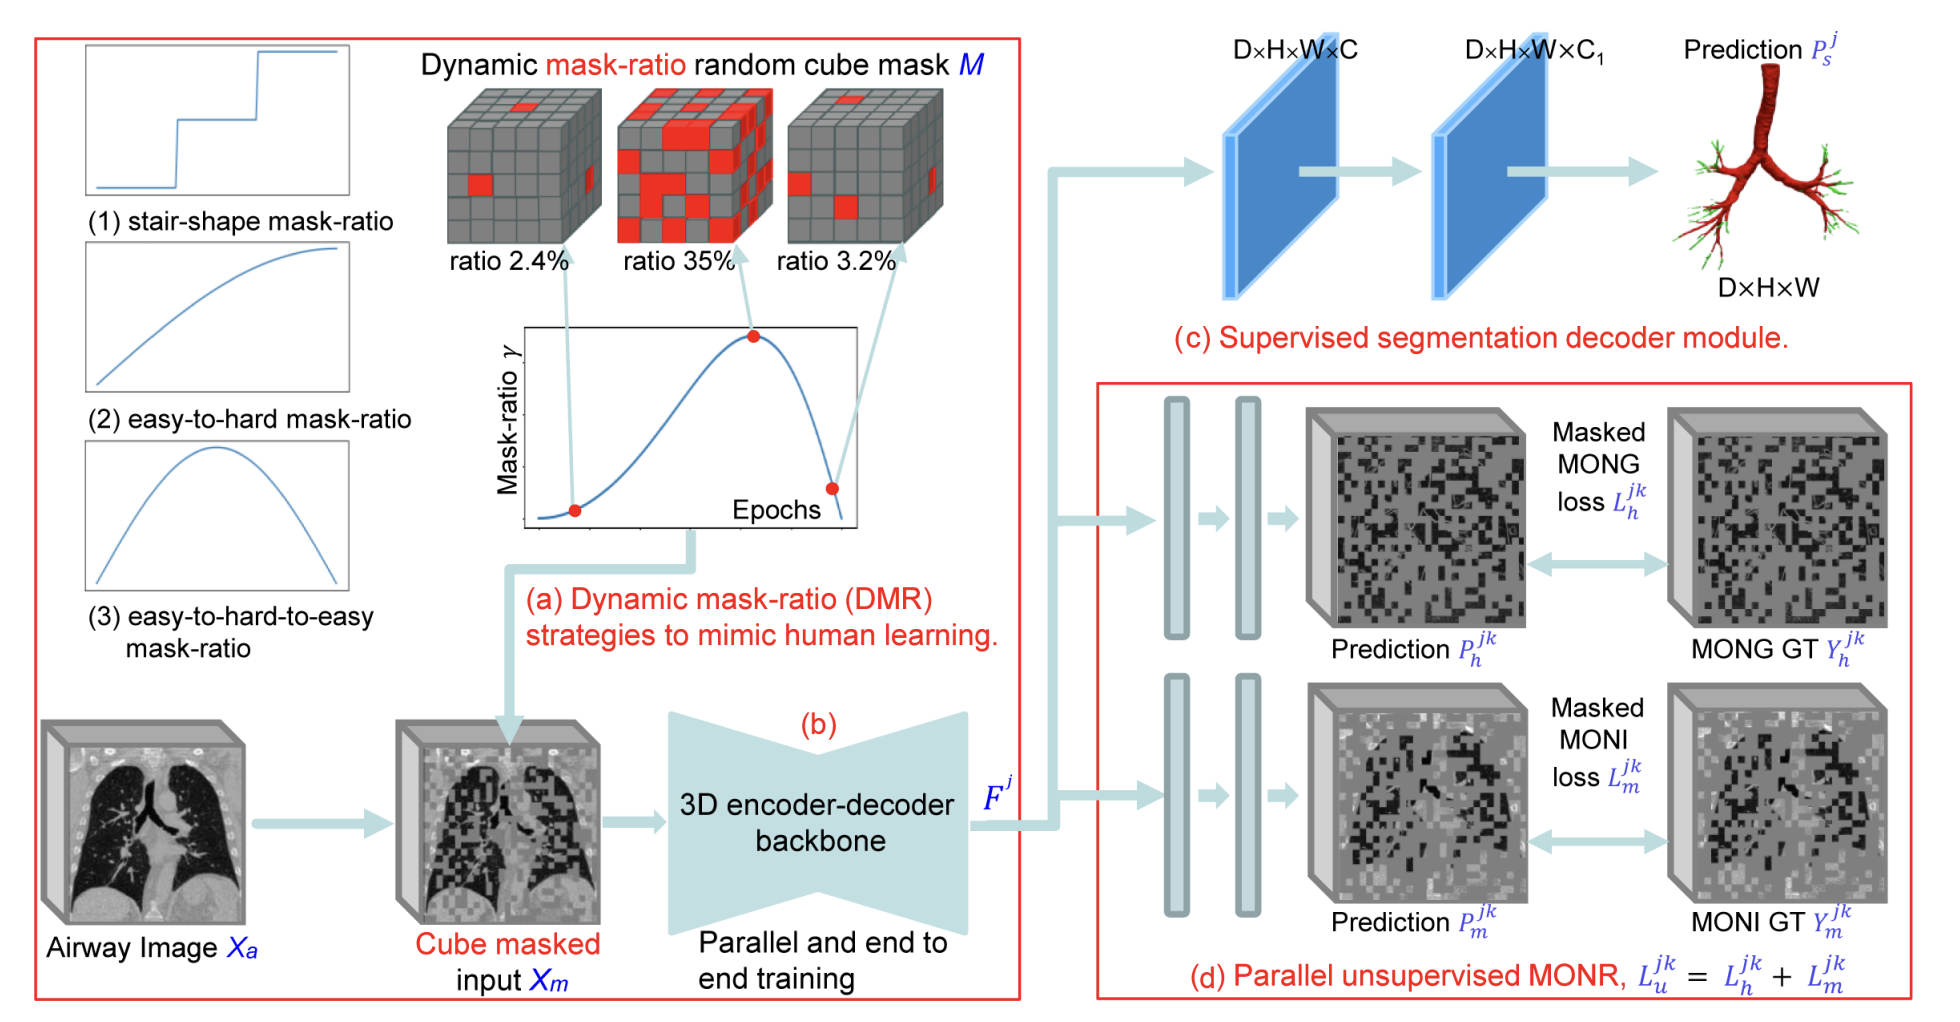 (1) stair-shape mask-ratio
(2) easy-to-hard mask-ratio
(3) easy-to-hard-to-easy
mask-ratio
Dynamic mask-ratio random cube mask M
ratio 2.4%
ratio 35%
ratio 3.2%
Mask-ratio γ
Epochs
(a) Dynamic mask-ratio (DMR)
strategies to mimic human learning.
Airway Image Xa
Cube masked
input Xm
(b)
3D encoder-decoder
backbone
Parallel and end to
end training
F^j
D×H×W×C
D×H×W×C₁
Prediction P_s^j
D×H×W
(c) Supervised segmentation decoder module.
Masked
MONG
loss L_h^{jk}
Prediction P_h^{jk}
MONG GT Y_h^{jk}
Masked
MONI
loss L_m^{jk}
Prediction P_m^{jk}
MONI GT Y_m^{jk}
(d) Parallel unsupervised MONR, L_u^{jk} = L_h^{jk} + L_m^{jk}